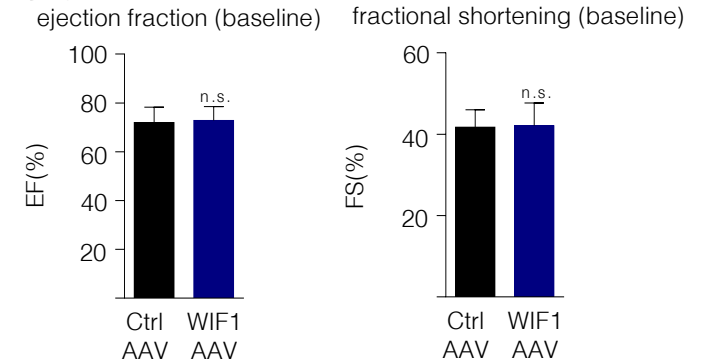 ejection fraction (baseline)
100
80
60
40
20
EF(%)
n.s.
Ctrl AAV
WIF1 AAV
fractional shortening (baseline)
60
40
20
FS(%)
n.s.
Ctrl AAV
WIF1 AAV